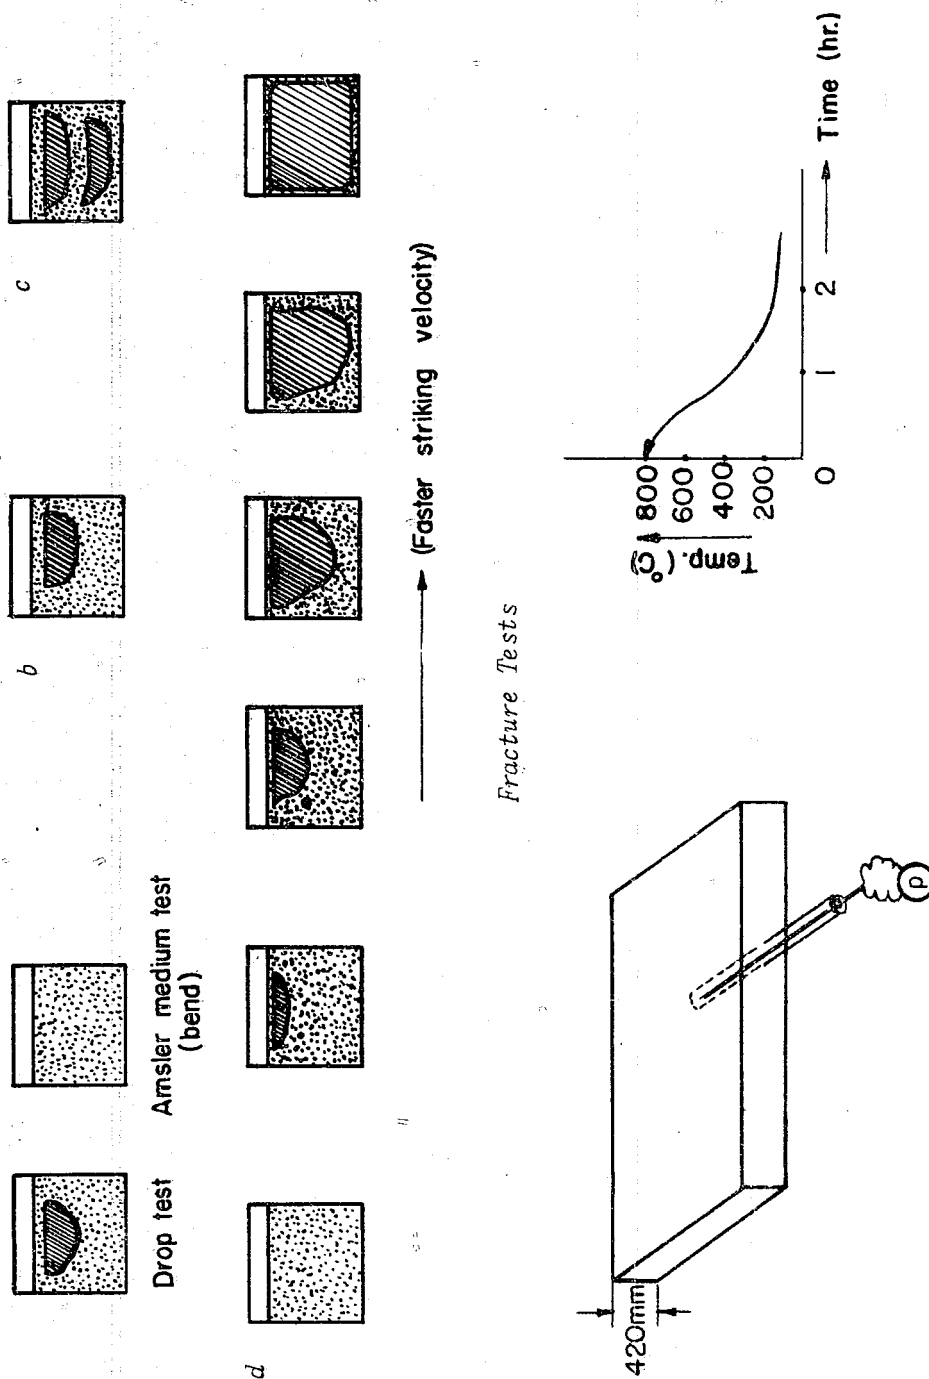 b
c
Drop test
Amsler medium test
(bend)
d
(Faster striking velocity)
Fracture Tests
420mm
P
Temp. (°C)
800
600
400
200
0
1
2
Time (hr.)